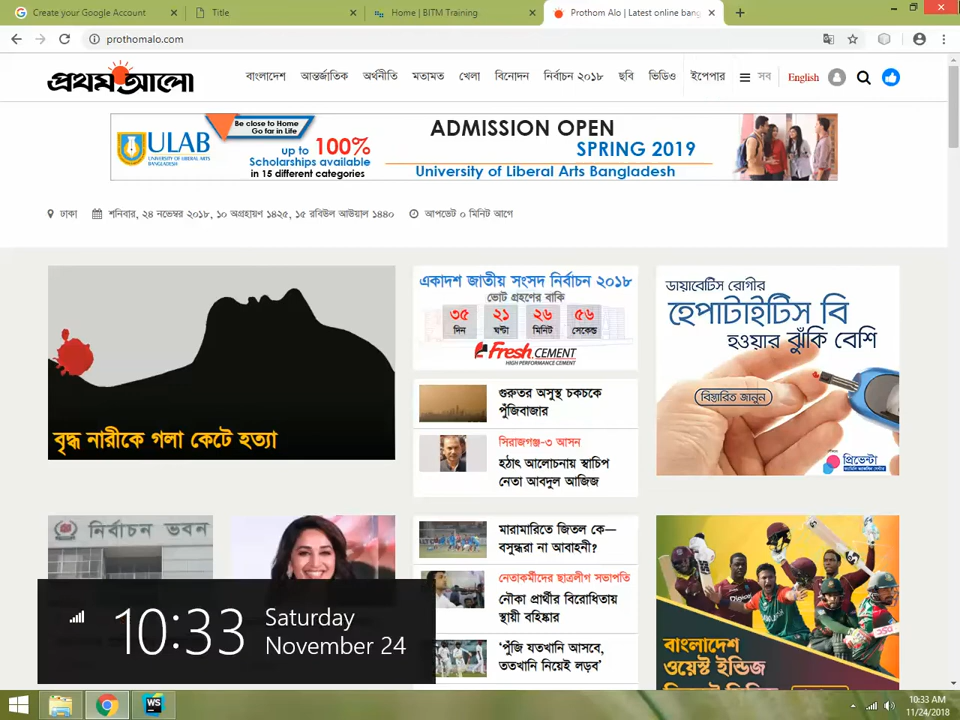 Create your Google Account
Title
Home | BITM Training
Prothom Alo | Latest online bang
prothomalo.com
প্রথম আলো
বাংলাদেশ আন্তর্জাতিক অর্থনীতি মতামত খেলা বিনোদন নির্বাচন ২০১৮ ছবি ভিডিও ইপেপার সব English
ULAB
UNIVERSITY OF LIBERAL ARTS
BANGLADESH
Be close to Home
Go far in Life
up to 100%
Scholarships available
in 15 different categories
ADMISSION OPEN
SPRING 2019
University of Liberal Arts Bangladesh
ঢাকা শনিবার, ২৪ নভেম্বর ২০১৮, ১০ অগ্রহায়ণ ১৪২৫, ১৫ রবিউল আউয়াল ১৪৪০ আপডেট ০ মিনিট আগে
বৃদ্ধ নারীকে গলা কেটে হত্যা
একাদশ জাতীয় সংসদ নির্বাচন ২০১৮
ভোট গ্রহণের বাকি
৩৫ ২১ ২৬ ৫৬
দিন ঘণ্টা মিনিট সেকেন্ড
Fresh CEMENT
HIGH PERFORMANCE CEMENT
গুরুতর অসুস্থ চকচকে
পুঁজিবাজার
সিরাজগঞ্জ-৩ আসন
হঠাৎ আলোচনায় স্বাচিপ
নেতা আবদুল আজিজ
ডায়াবেটিস রোগীর
হেপাটাইটিস বি
হওয়ার ঝুঁকি বেশি
বিস্তারিত জানুন
প্রিভেন্টা
নির্বাচন ভবন
মারামারিতে জিতল কে—
বসুন্ধরা না আবাহনী?
নেতাকর্মীদের ছাত্রলীগ সভাপতি
নৌকা প্রার্থীর বিরোধিতায়
স্থায়ী বহিষ্কার
‘পুঁজি যতখানি আসবে,
ততখানি নিয়েই লড়ব’
Digicel
বাংলাদেশ
ওয়েস্ট ইন্ডিজ
10:33
Saturday
November 24
WS
10:33 AM
11/24/2018